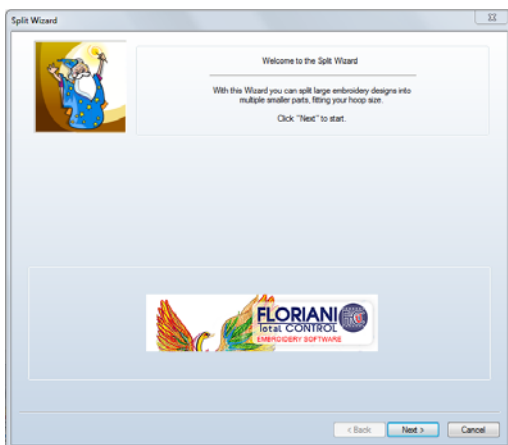 Split Wizard
Welcome to the Split Wizard
With this Wizard you can split large embroidery designs into
multiple smaller parts, fitting your hoop size.
Click "Next" to start.
FLORIANI
Total CONTROL
EMBROIDERY SOFTWARE
< Back
Next >
Cancel